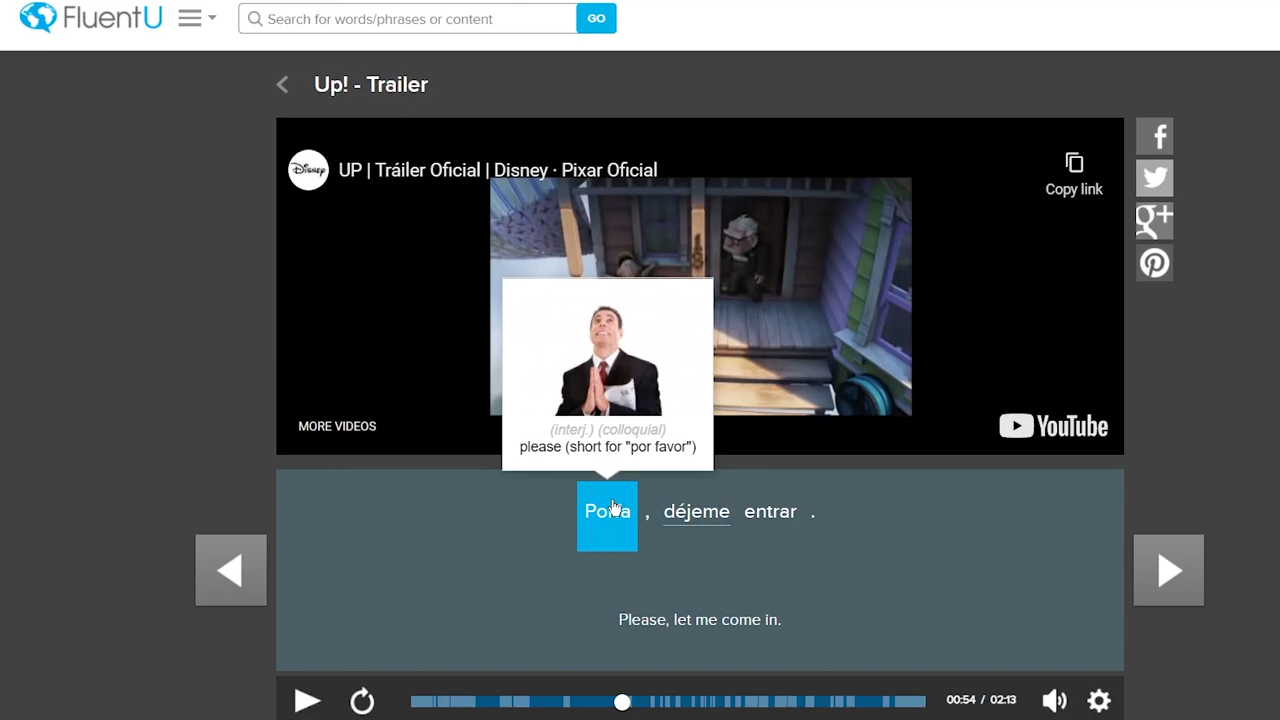 FluentU
Search for words/phrases or content
GO
Up! - Trailer
Disney
UP | Tráiler Oficial | Disney · Pixar Oficial
Copy link
MORE VIDEOS
YouTube
(interj.) (colloquial)
please (short for "por favor")
, déjeme entrar .
Please, let me come in.
00:54 / 02:13